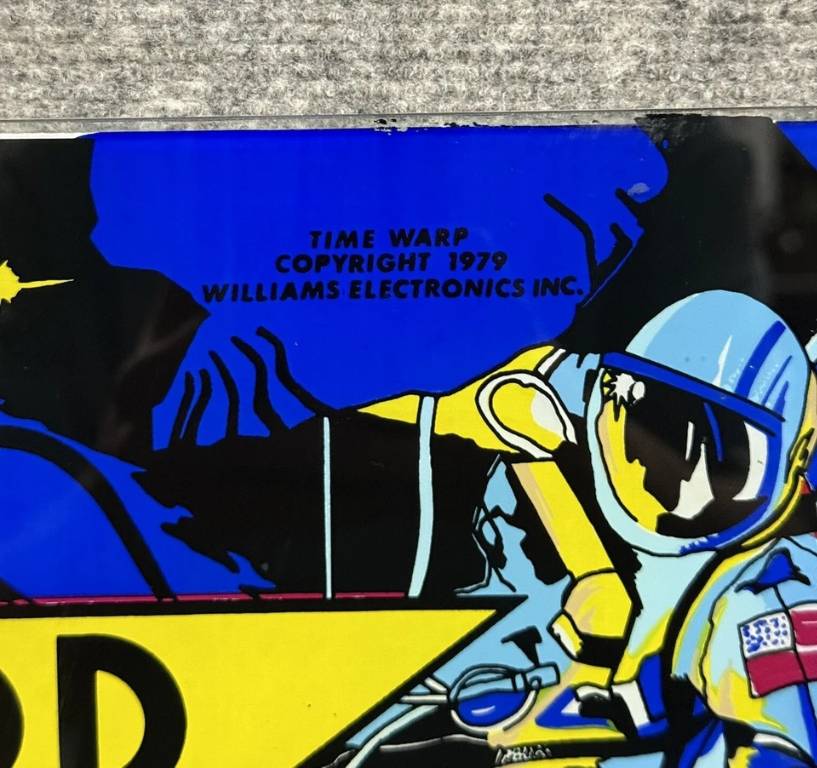 TIME WARP
COPYRIGHT 1979
WILLIAMS ELECTRONICS INC.